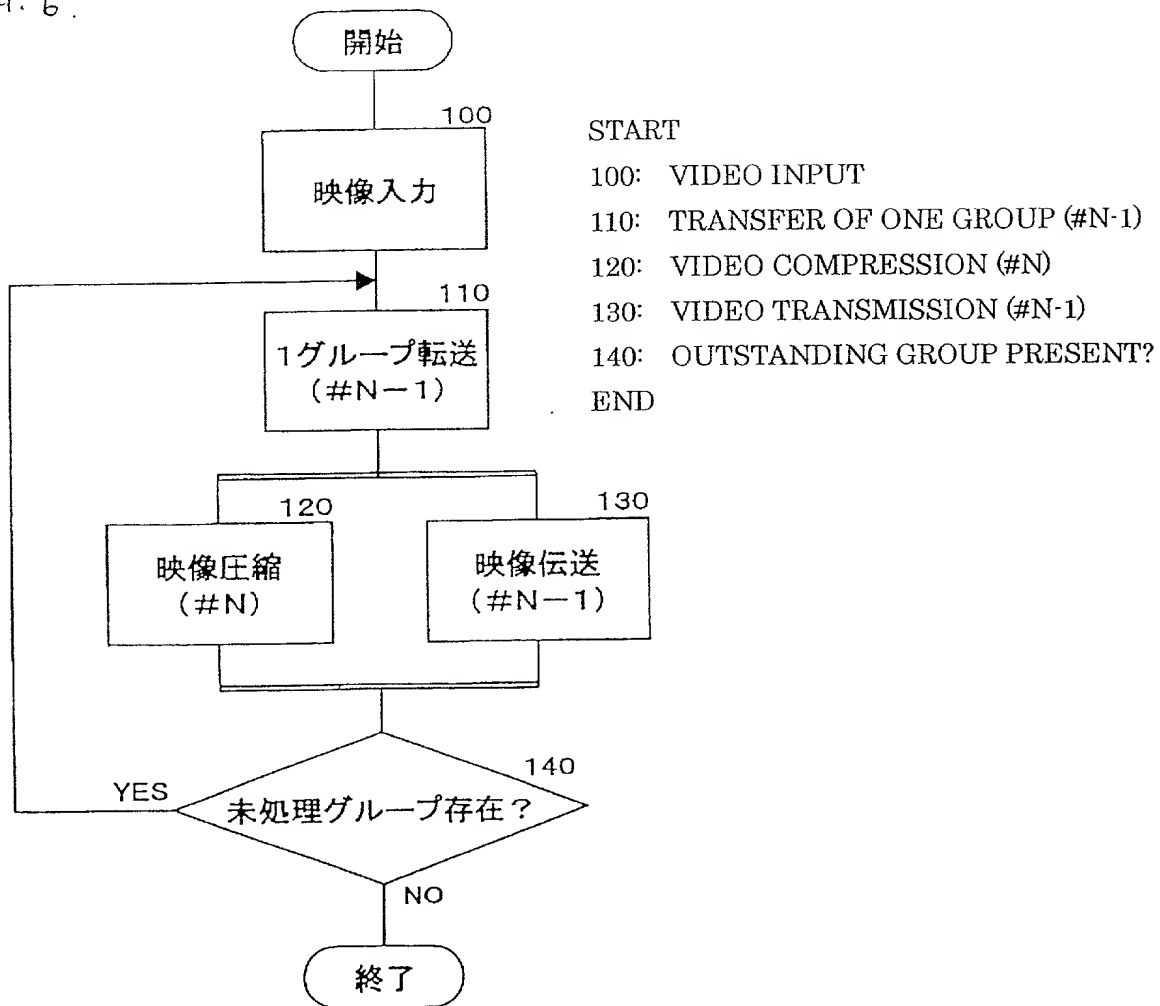 6.
開始
100
映像入力
110
1グループ転送
(#N-1)
120
映像圧縮
(#N)
130
映像伝送
(#N-1)
140
未処理グループ存在?
YES
NO
終了
START
100: VIDEO INPUT
110: TRANSFER OF ONE GROUP (#N-1)
120: VIDEO COMPRESSION (#N)
130: VIDEO TRANSMISSION (#N-1)
140: OUTSTANDING GROUP PRESENT?
END